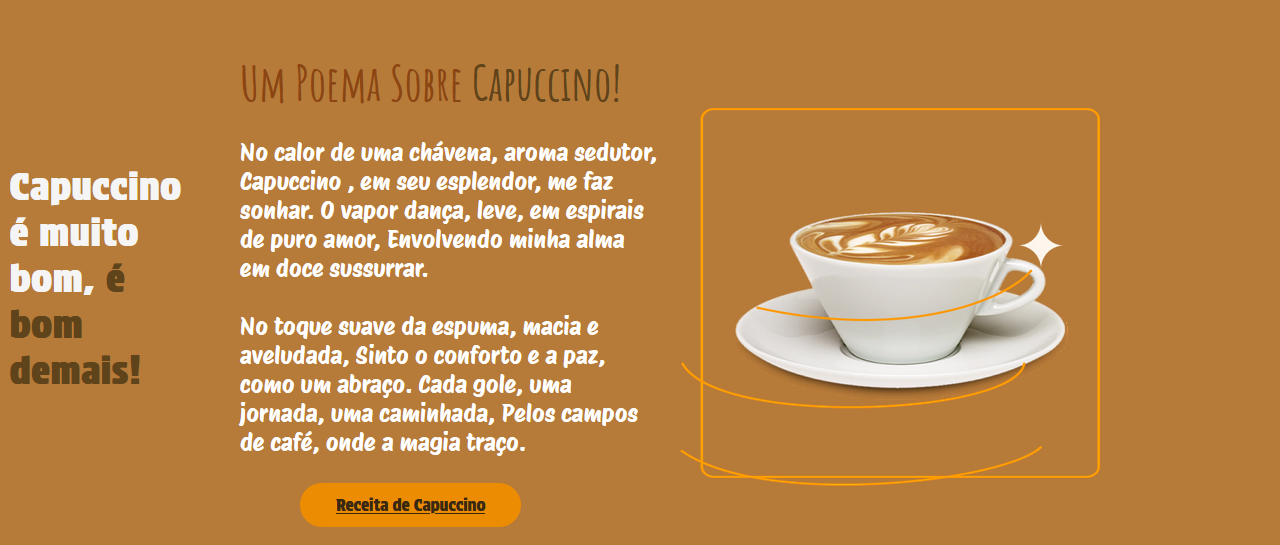 Capuccino
é muito
bom, é
bom
demais!
Um Poema Sobre Capuccino!
No calor de uma chávena, aroma sedutor,
Capuccino , em seu esplendor, me faz
sonhar. O vapor dança, leve, em espirais
de puro amor, Envolvendo minha alma
em doce sussurrar.
No toque suave da espuma, macia e
aveludada, Sinto o conforto e a paz,
como um abraço. Cada gole, uma
jornada, uma caminhada, Pelos campos
de café, onde a magia traço.
Receita de Capuccino